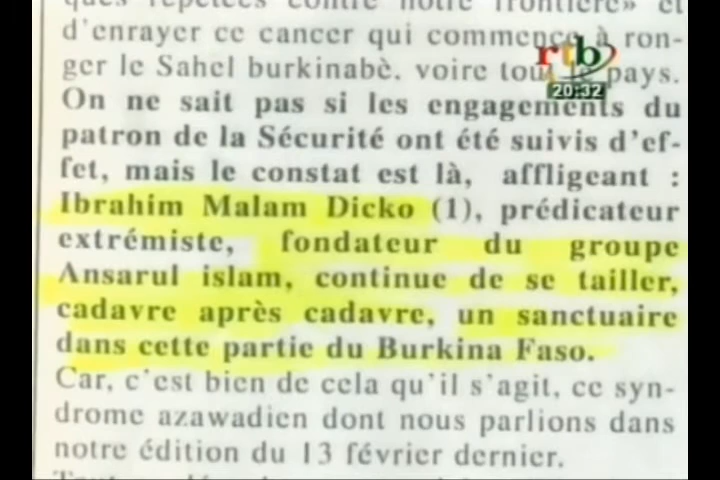 ques répétées contre notre frontière» et
d'enrayer ce cancer qui commence à ron-
ger le Sahel burkinabè, voire tout le pays.
On ne sait pas si les engagements du
patron de la Sécurité ont été suivis d'ef-
fet, mais le constat est là, affligeant :
Ibrahim Malam Dicko (1), prédicateur
extrémiste, fondateur du groupe
Ansarul islam, continue de se tailler,
cadavre après cadavre, un sanctuaire
dans cette partie du Burkina Faso.
Car, c'est bien de cela qu'il s'agit, ce syn-
drome azawadien dont nous parlions dans
notre édition du 13 février dernier.
rtb
20:32